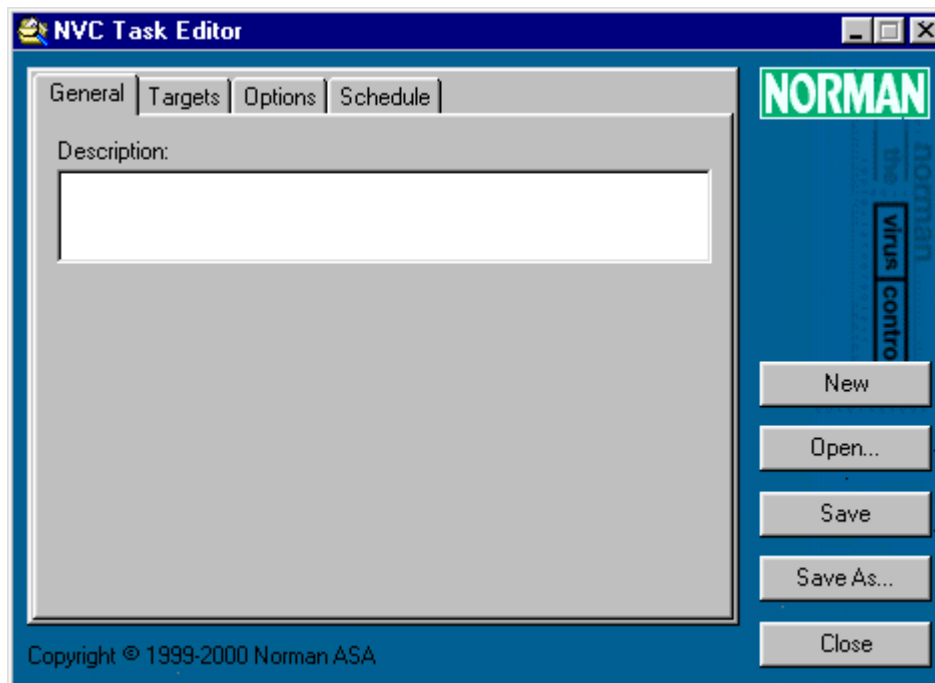 NVC Task Editor
General Targets Options Schedule
NORMAN
Description:
norman
the
virus contro
New
Open...
Save
Save As...
Close
Copyright © 1999-2000 Norman ASA